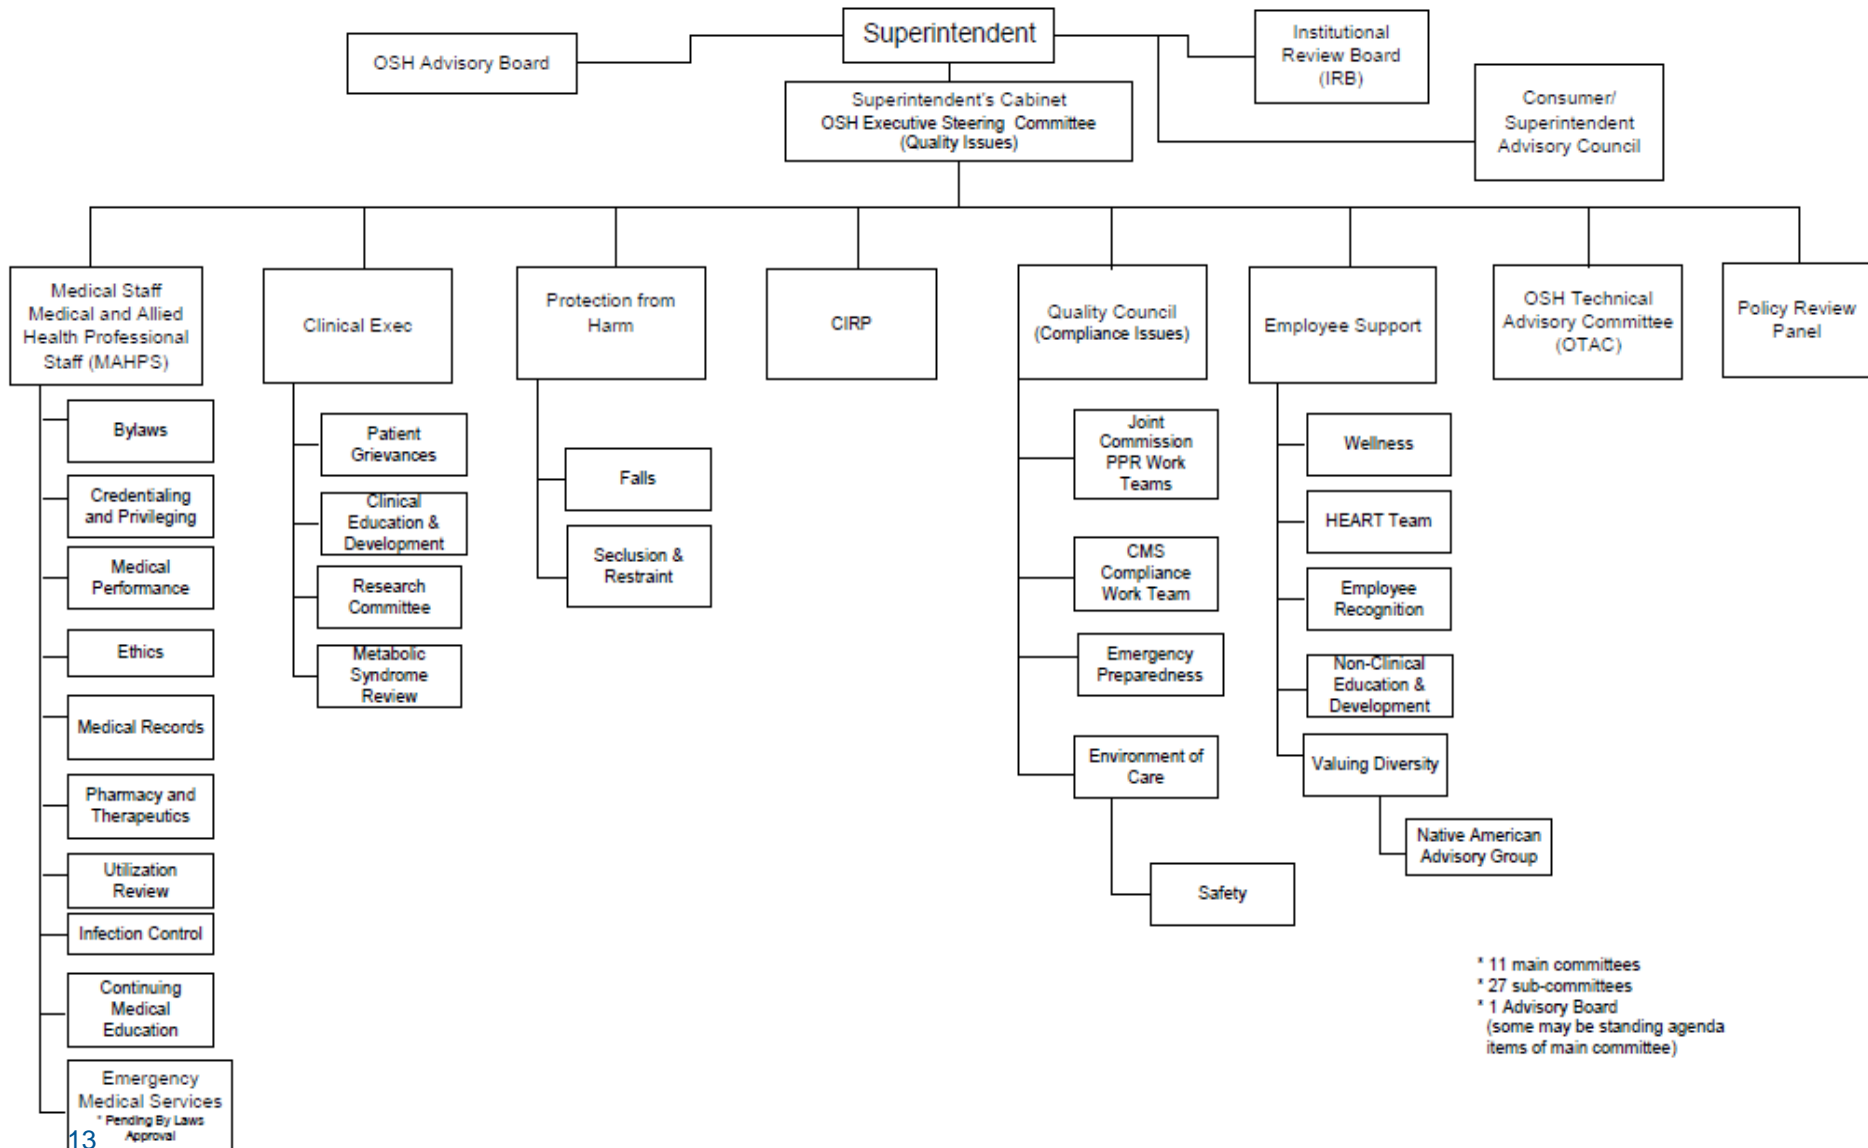 Superintendent
OSH Advisory Board
Institutional
Review Board
(IRB)
Consumer/
Superintendent
Advisory Council
Superintendent's Cabinet
OSH Executive Steering Committee
(Quality Issues)
Medical Staff
Medical and Allied
Health Professional
Staff (MAHPS)
Clinical Exec
Protection from
Harm
CIRP
Quality Council
(Compliance Issues)
Employee Support
OSH Technical
Advisory Committee
(OTAC)
Policy Review
Panel
Bylaws
Credentialing
and Privileging
Medical
Performance
Ethics
Medical Records
Pharmacy and
Therapeutics
Utilization
Review
Infection Control
Continuing
Medical
Education
Emergency
Medical Services
* Pending By Laws
Approval
Patient
Grievances
Clinical
Education &
Development
Research
Committee
Metabolic
Syndrome
Review
Falls
Seclusion &
Restraint
Joint
Commission
PPR Work
Teams
CMS
Compliance
Work Team
Emergency
Preparedness
Environment of
Care
Safety
Wellness
HEART Team
Employee
Recognition
Non-Clinical
Education &
Development
Valuing Diversity
Native American
Advisory Group
* 11 main committees
* 27 sub-committees
* 1 Advisory Board
(some may be standing agenda
items of main committee)
13